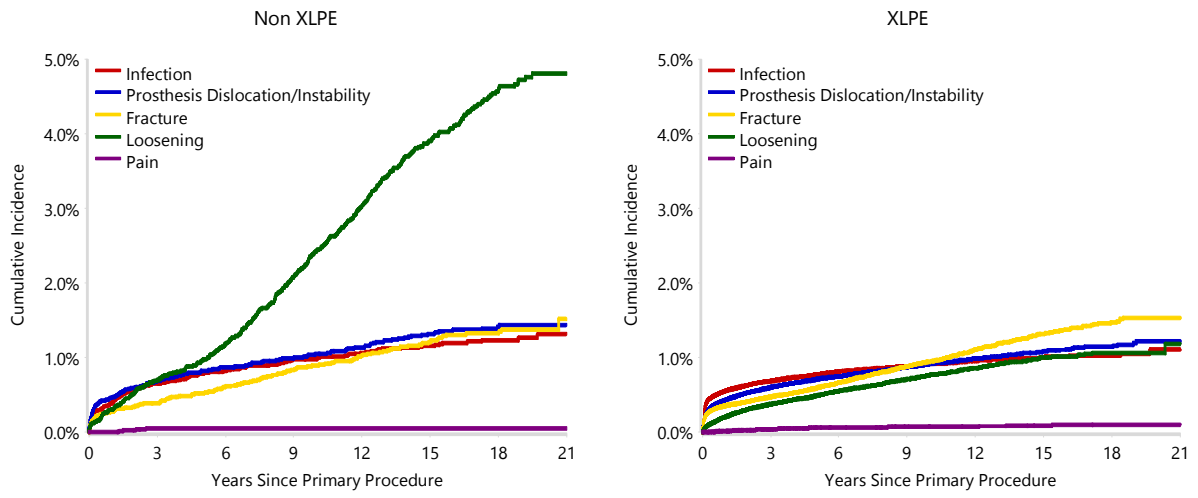 Non XLPE
5.0%
4.0%
3.0%
2.0%
1.0%
0.0%
Cumulative Incidence
Infection
Prosthesis Dislocation/Instability
Fracture
Loosening
Pain
0 3 6 9 12 15 18 21
Years Since Primary Procedure
XLPE
5.0%
4.0%
3.0%
2.0%
1.0%
0.0%
Cumulative Incidence
Infection
Prosthesis Dislocation/Instability
Fracture
Loosening
Pain
0 3 6 9 12 15 18 21
Years Since Primary Procedure